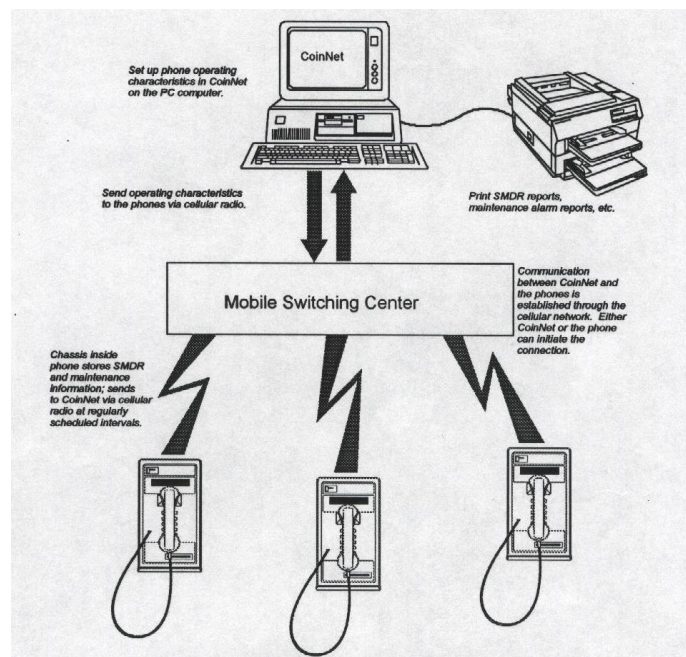 CoinNet
Set up phone operating
characteristics in CoinNet
on the PC computer.
Send operating characteristics
to the phones via cellular radio.
Print SMDR reports,
maintenance alarm reports, etc.
Mobile Switching Center
Communication
between CoinNet and
the phones is
established through the
cellular network. Either
CoinNet or the phone
can initiate the
connection.
Chassis inside
phone stores SMDR
and maintenance
information; sends
to CoinNet via cellular
radio at regularly
scheduled intervals.